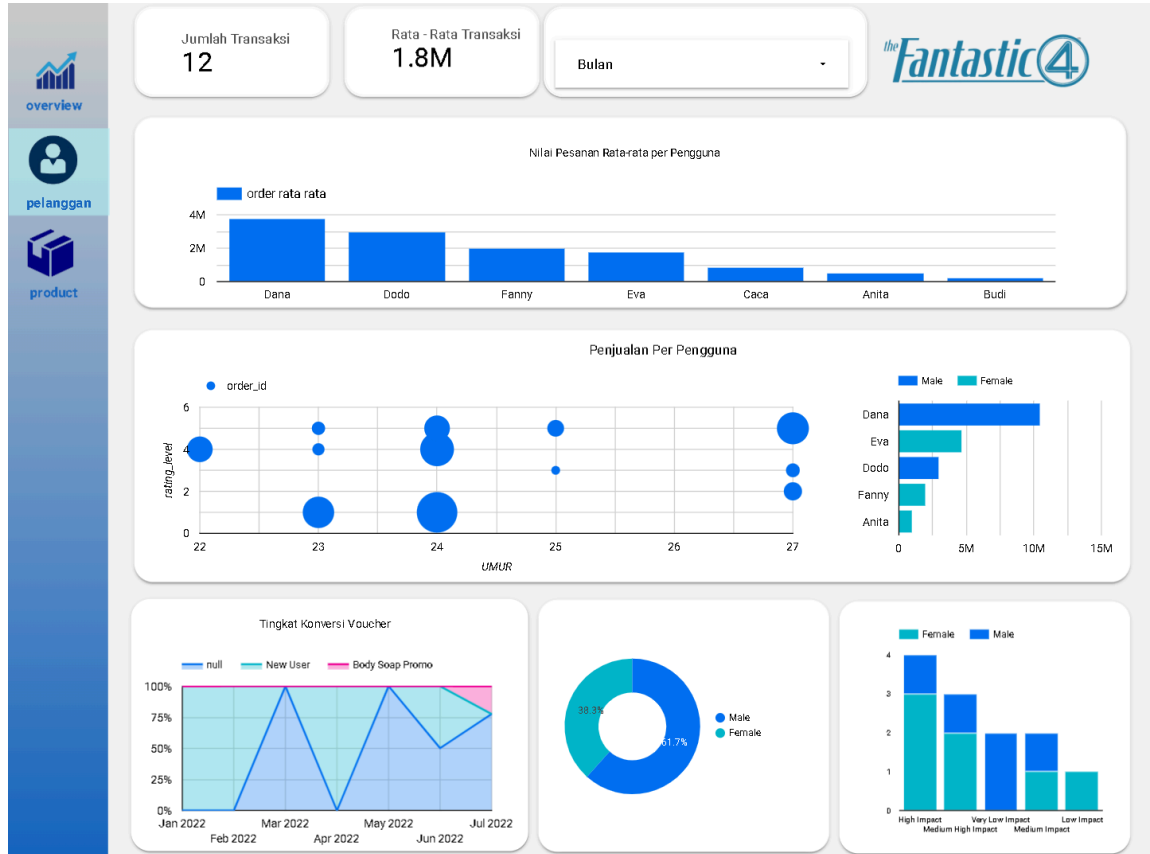 Jumlah Transaksi
12
Rata - Rata Transaksi
1.8M
Bulan
the Fantastic 4
overview
pelanggan
product
Nilai Pesanan Rata-rata per Pengguna
order rata rata
4M
2M
0
Dana Dodo Fanny Eva Caca Anita Budi
Penjualan Per Pengguna
order_id
6
4
2
0
rating_level
22 23 24 25 26 27
UMUR
Male Female
Dana
Eva
Dodo
Fanny
Anita
0 5M 10M 15M
Tingkat Konversi Voucher
null New User Body Soap Promo
100%
75%
50%
25%
0%
Jan 2022 Mar 2022 May 2022 Jul 2022
Feb 2022 Apr 2022 Jun 2022
38.3%
61.7%
Male
Female
Female Male
4
3
2
1
0
High Impact Very Low Impact Low Impact
Medium High Impact Medium Impact